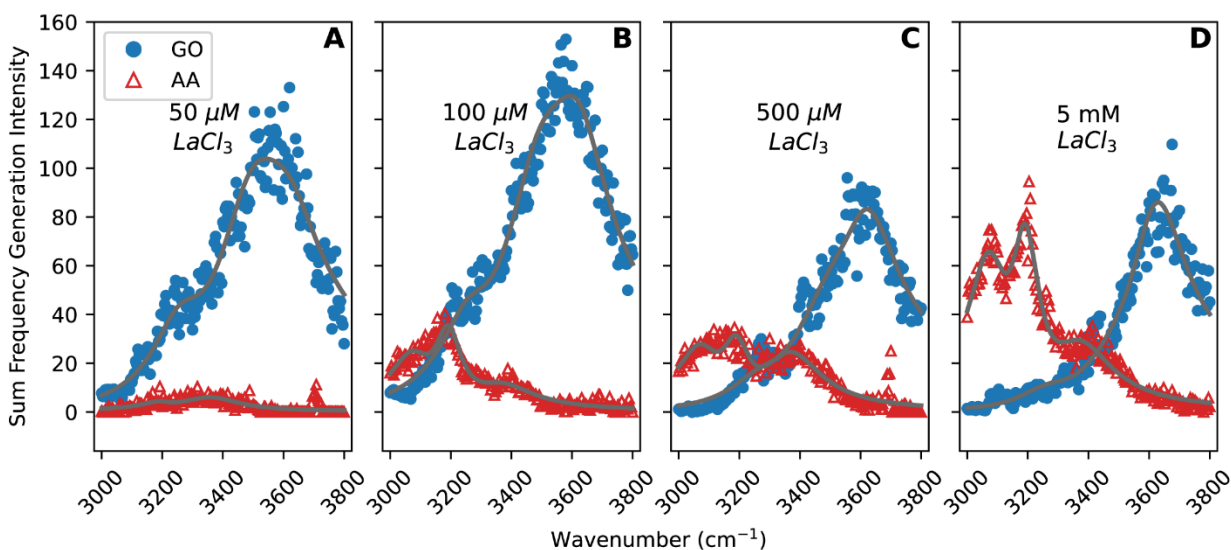 Sum Frequency Generation Intensity
160
140
120
100
80
60
40
20
0
GO
AA
A
50 μM
LaCl₃
B
100 μM
LaCl₃
C
500 μM
LaCl₃
D
5 mM
LaCl₃
3000 3200 3400 3600 3800 3000 3200 3400 3600 3800 3000 3200 3400 3600 3800 3000 3200 3400 3600 3800
Wavenumber (cm⁻¹)